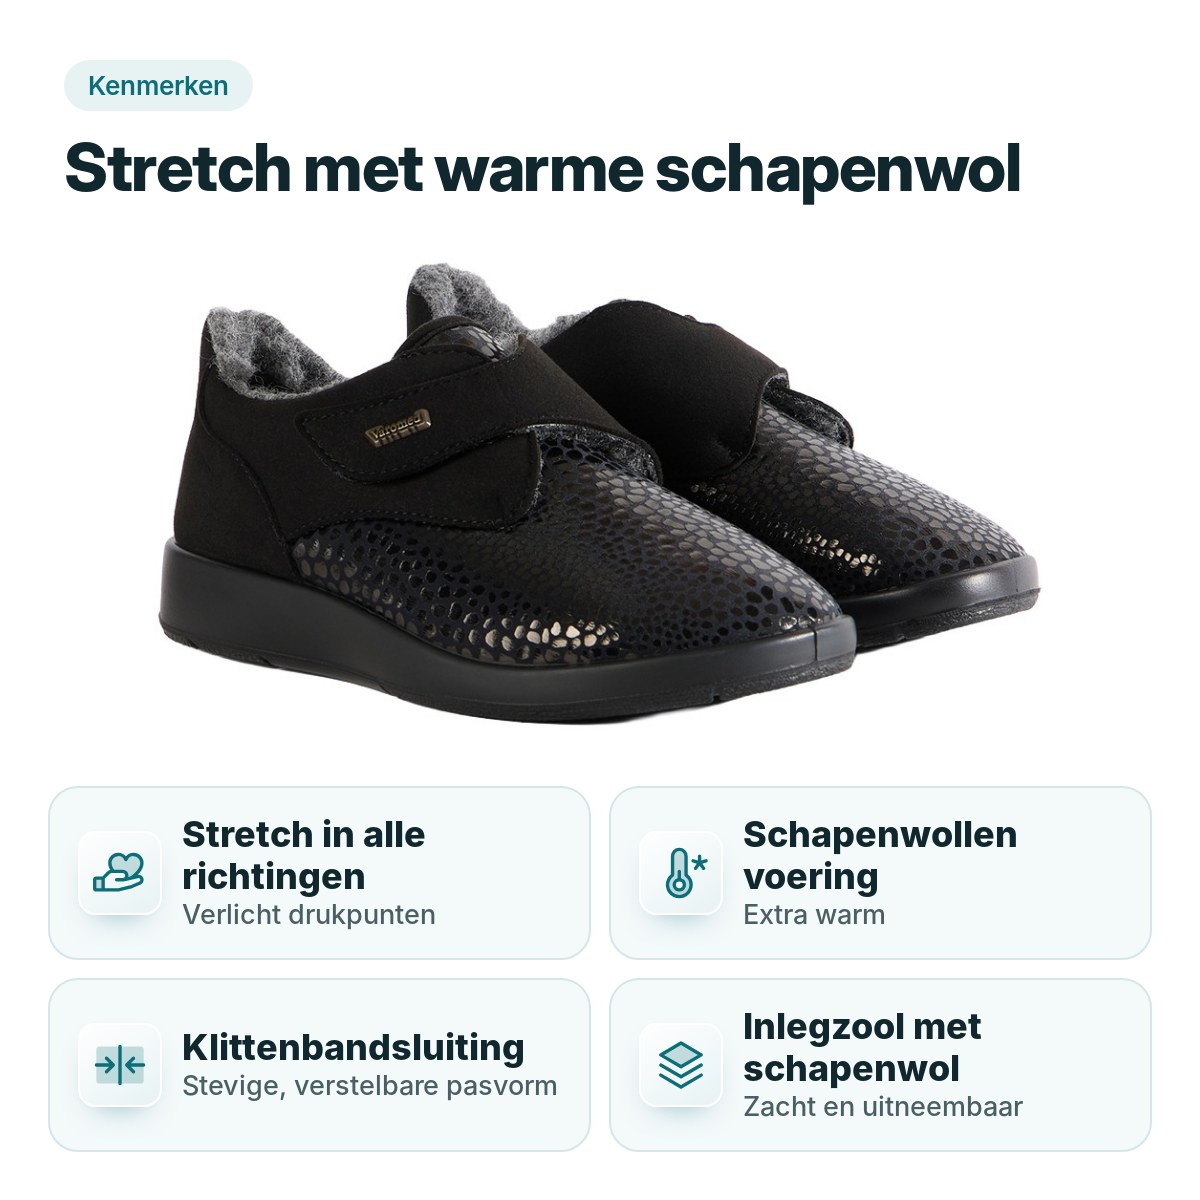 Kenmerken
Stretch met warme schapenwol
Varomed
Stretch in alle
richtingen
Verlicht drukpunten
Schapenwollen
voering
Extra warm
Klittenbandsluiting
Stevige, verstelbare pasvorm
Inlegzool met
schapenwol
Zacht en uitneembaar